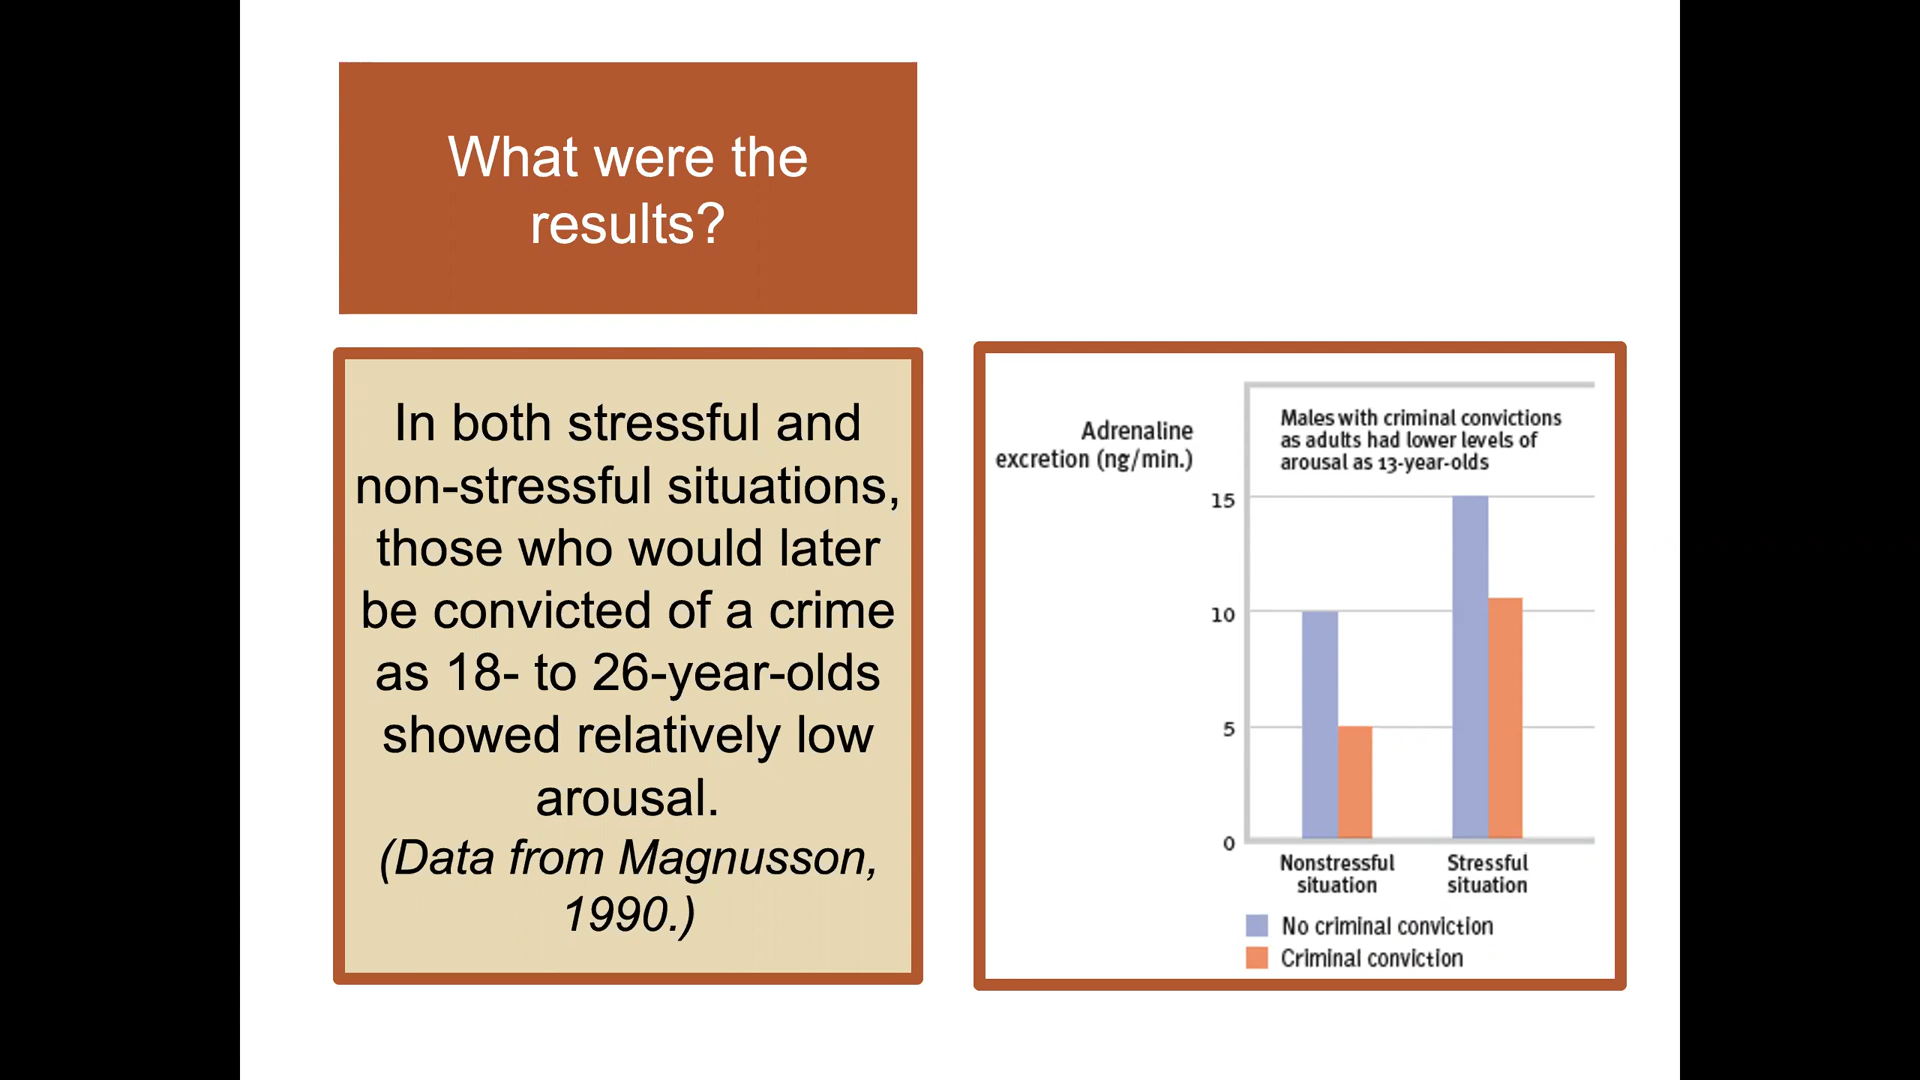 What were the
results?
In both stressful and
non-stressful situations,
those who would later
be convicted of a crime
as 18- to 26-year-olds
showed relatively low
arousal.
(Data from Magnusson,
1990.)
Adrenaline
excretion (ng/min.)
Males with criminal convictions
as adults had lower levels of
arousal as 13-year-olds
15
10
5
0
Nonstressful
situation
Stressful
situation
No criminal conviction
Criminal conviction